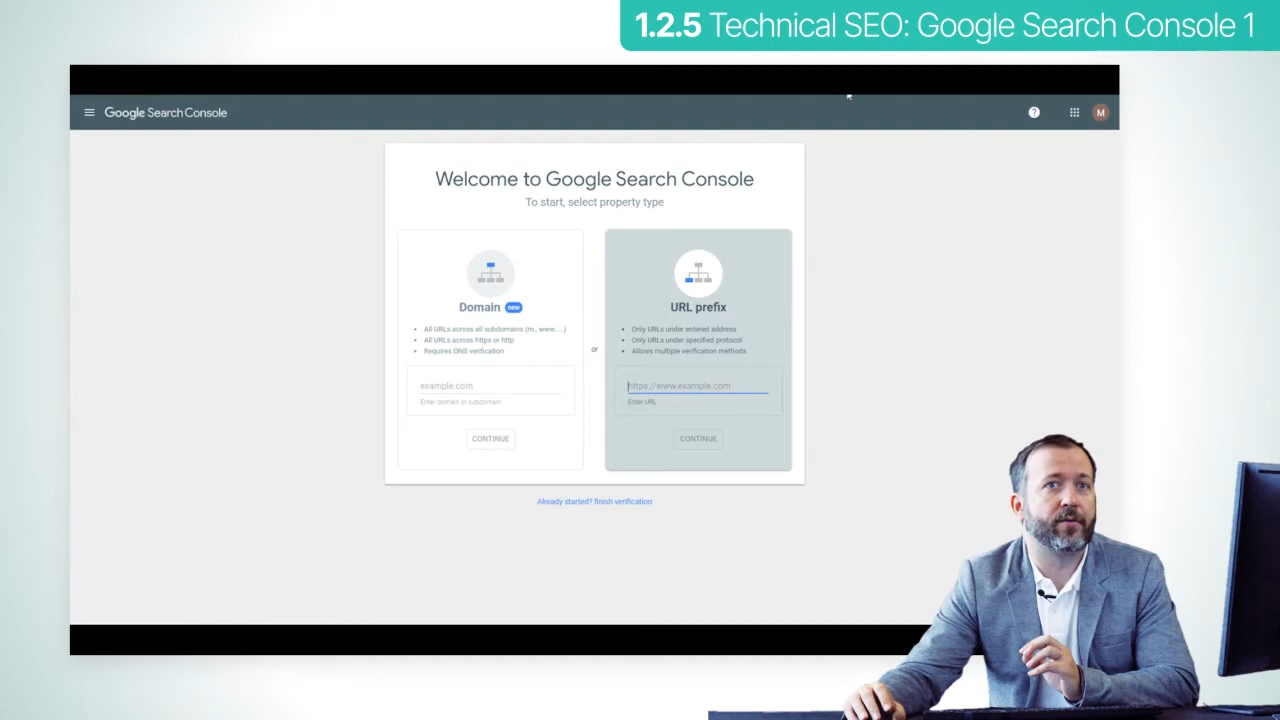 1.2.5 Technical SEO: Google Search Console 1
Google Search Console
?
M
Welcome to Google Search Console
To start, select property type
Domain new
• All URLs across all subdomains (m., www. ...)
• All URLs across https or http
• Requires DNS verification
example.com
Enter domain or subdomain
CONTINUE
or
URL prefix
• Only URLs under entered address
• Only URLs under specified protocol
• Allows multiple verification methods
https://www.example.com
Enter URL
CONTINUE
Already started? finish verification